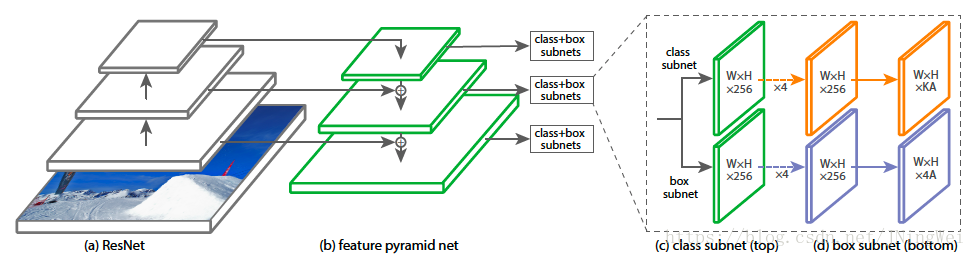 class+box
subnets
class+box
subnets
class+box
subnets
class
subnet
W×H
×256
×4
W×H
×256
W×H
×KA
box
subnet
W×H
×256
×4
W×H
×256
W×H
×4A
(a) ResNet
(b) feature pyramid net
(c) class subnet (top)
(d) box subnet (bottom)